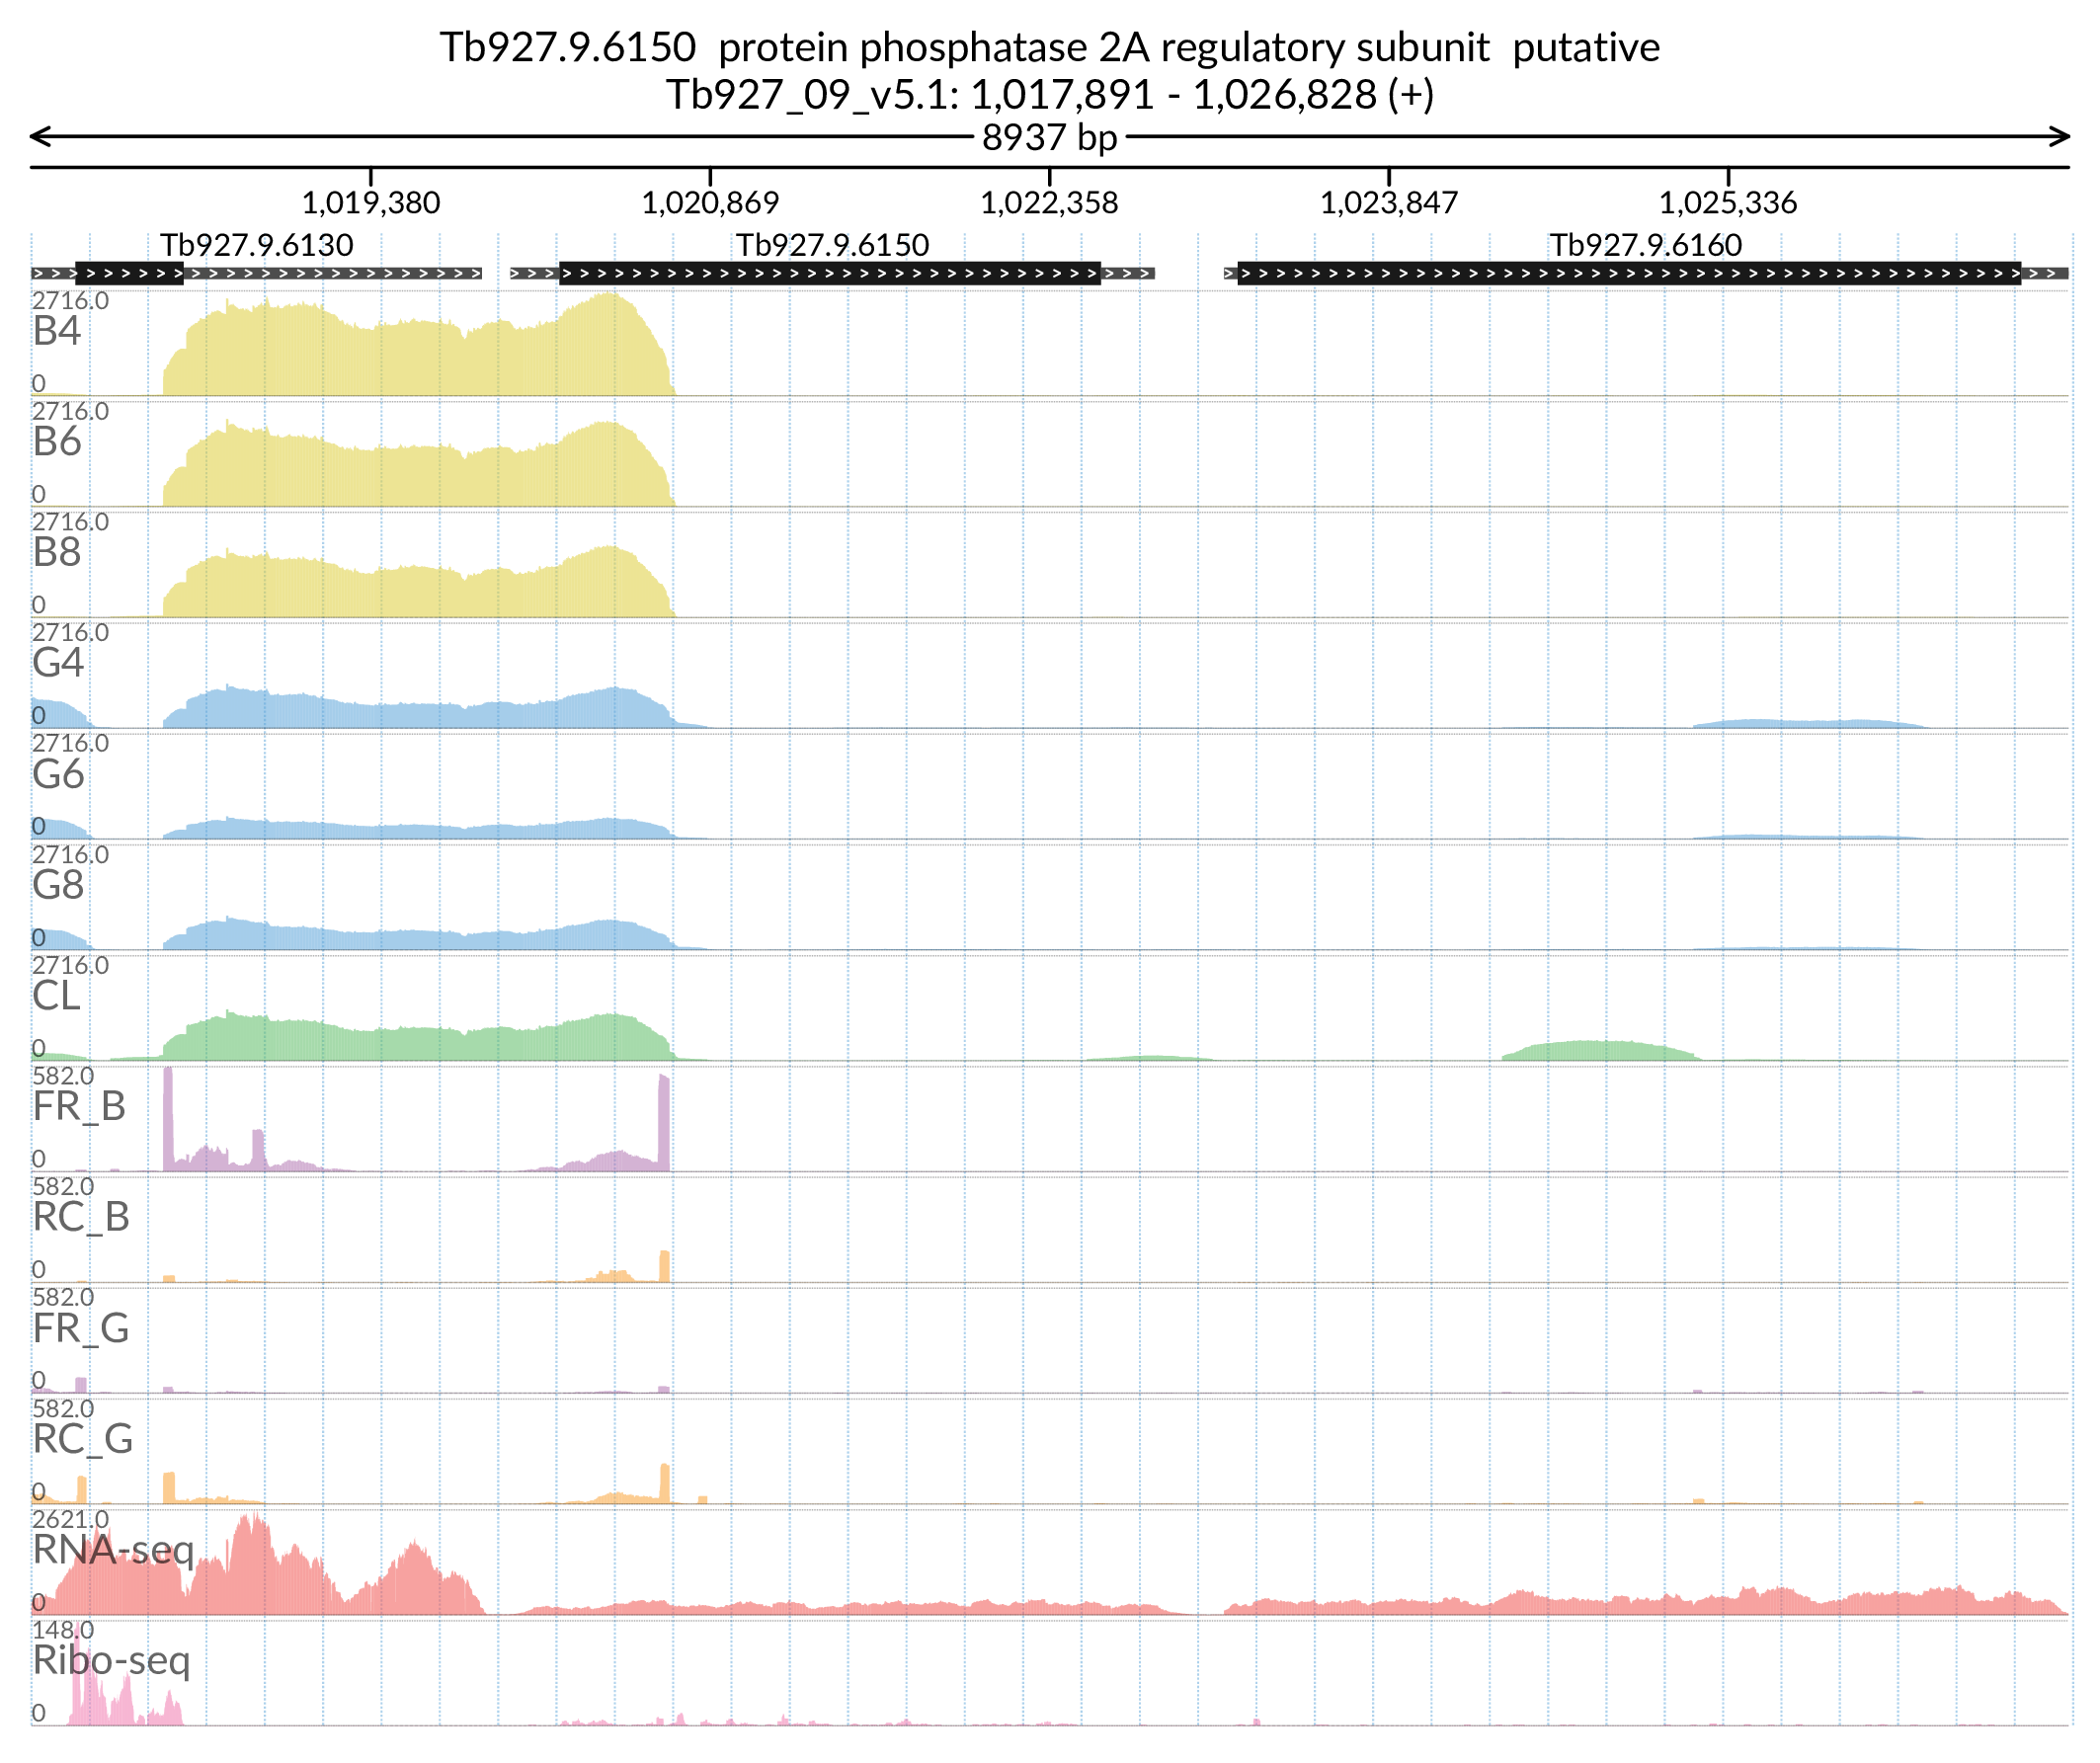 Tb927.9.6150  protein phosphatase 2A regulatory subunit  putative
Tb927_09_v5.1: 1,017,891 - 1,026,828 (+)
8937 bp
1,019,380 1,020,869 1,022,358 1,023,847 1,025,336
Tb927.9.6130 Tb927.9.6150 Tb927.9.6160
2716.0
B4
0
2716.0
B6
0
2716.0
B8
0
2716.0
G4
0
2716.0
G6
0
2716.0
G8
0
2716.0
CL
0
582.0
FR_B
0
582.0
RC_B
0
582.0
FR_G
0
582.0
RC_G
0
2621.0
RNA-seq
0
148.0
Ribo-seq
0